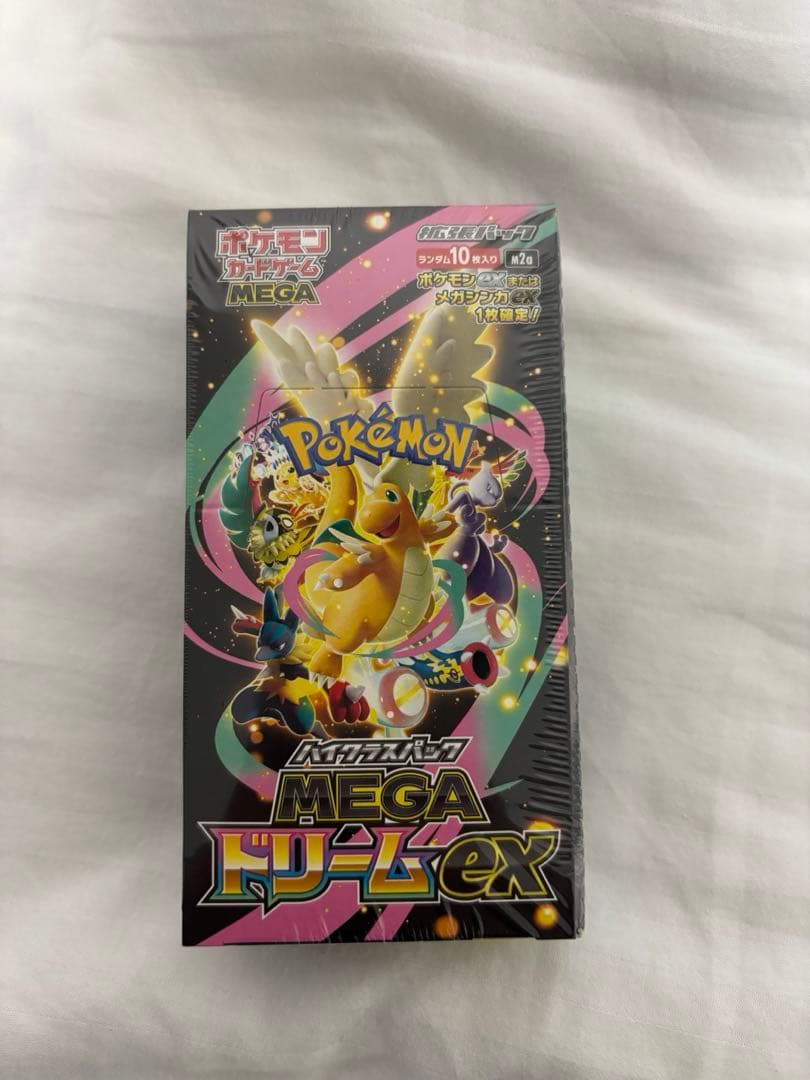 ポケモン
カードゲーム
MEGA
拡張パック
ランダム10枚入り M2a
ポケモンexまたは
メガシンカex
1枚確定!
POKéMON
ハイクラスパック
MEGA
ドリームex